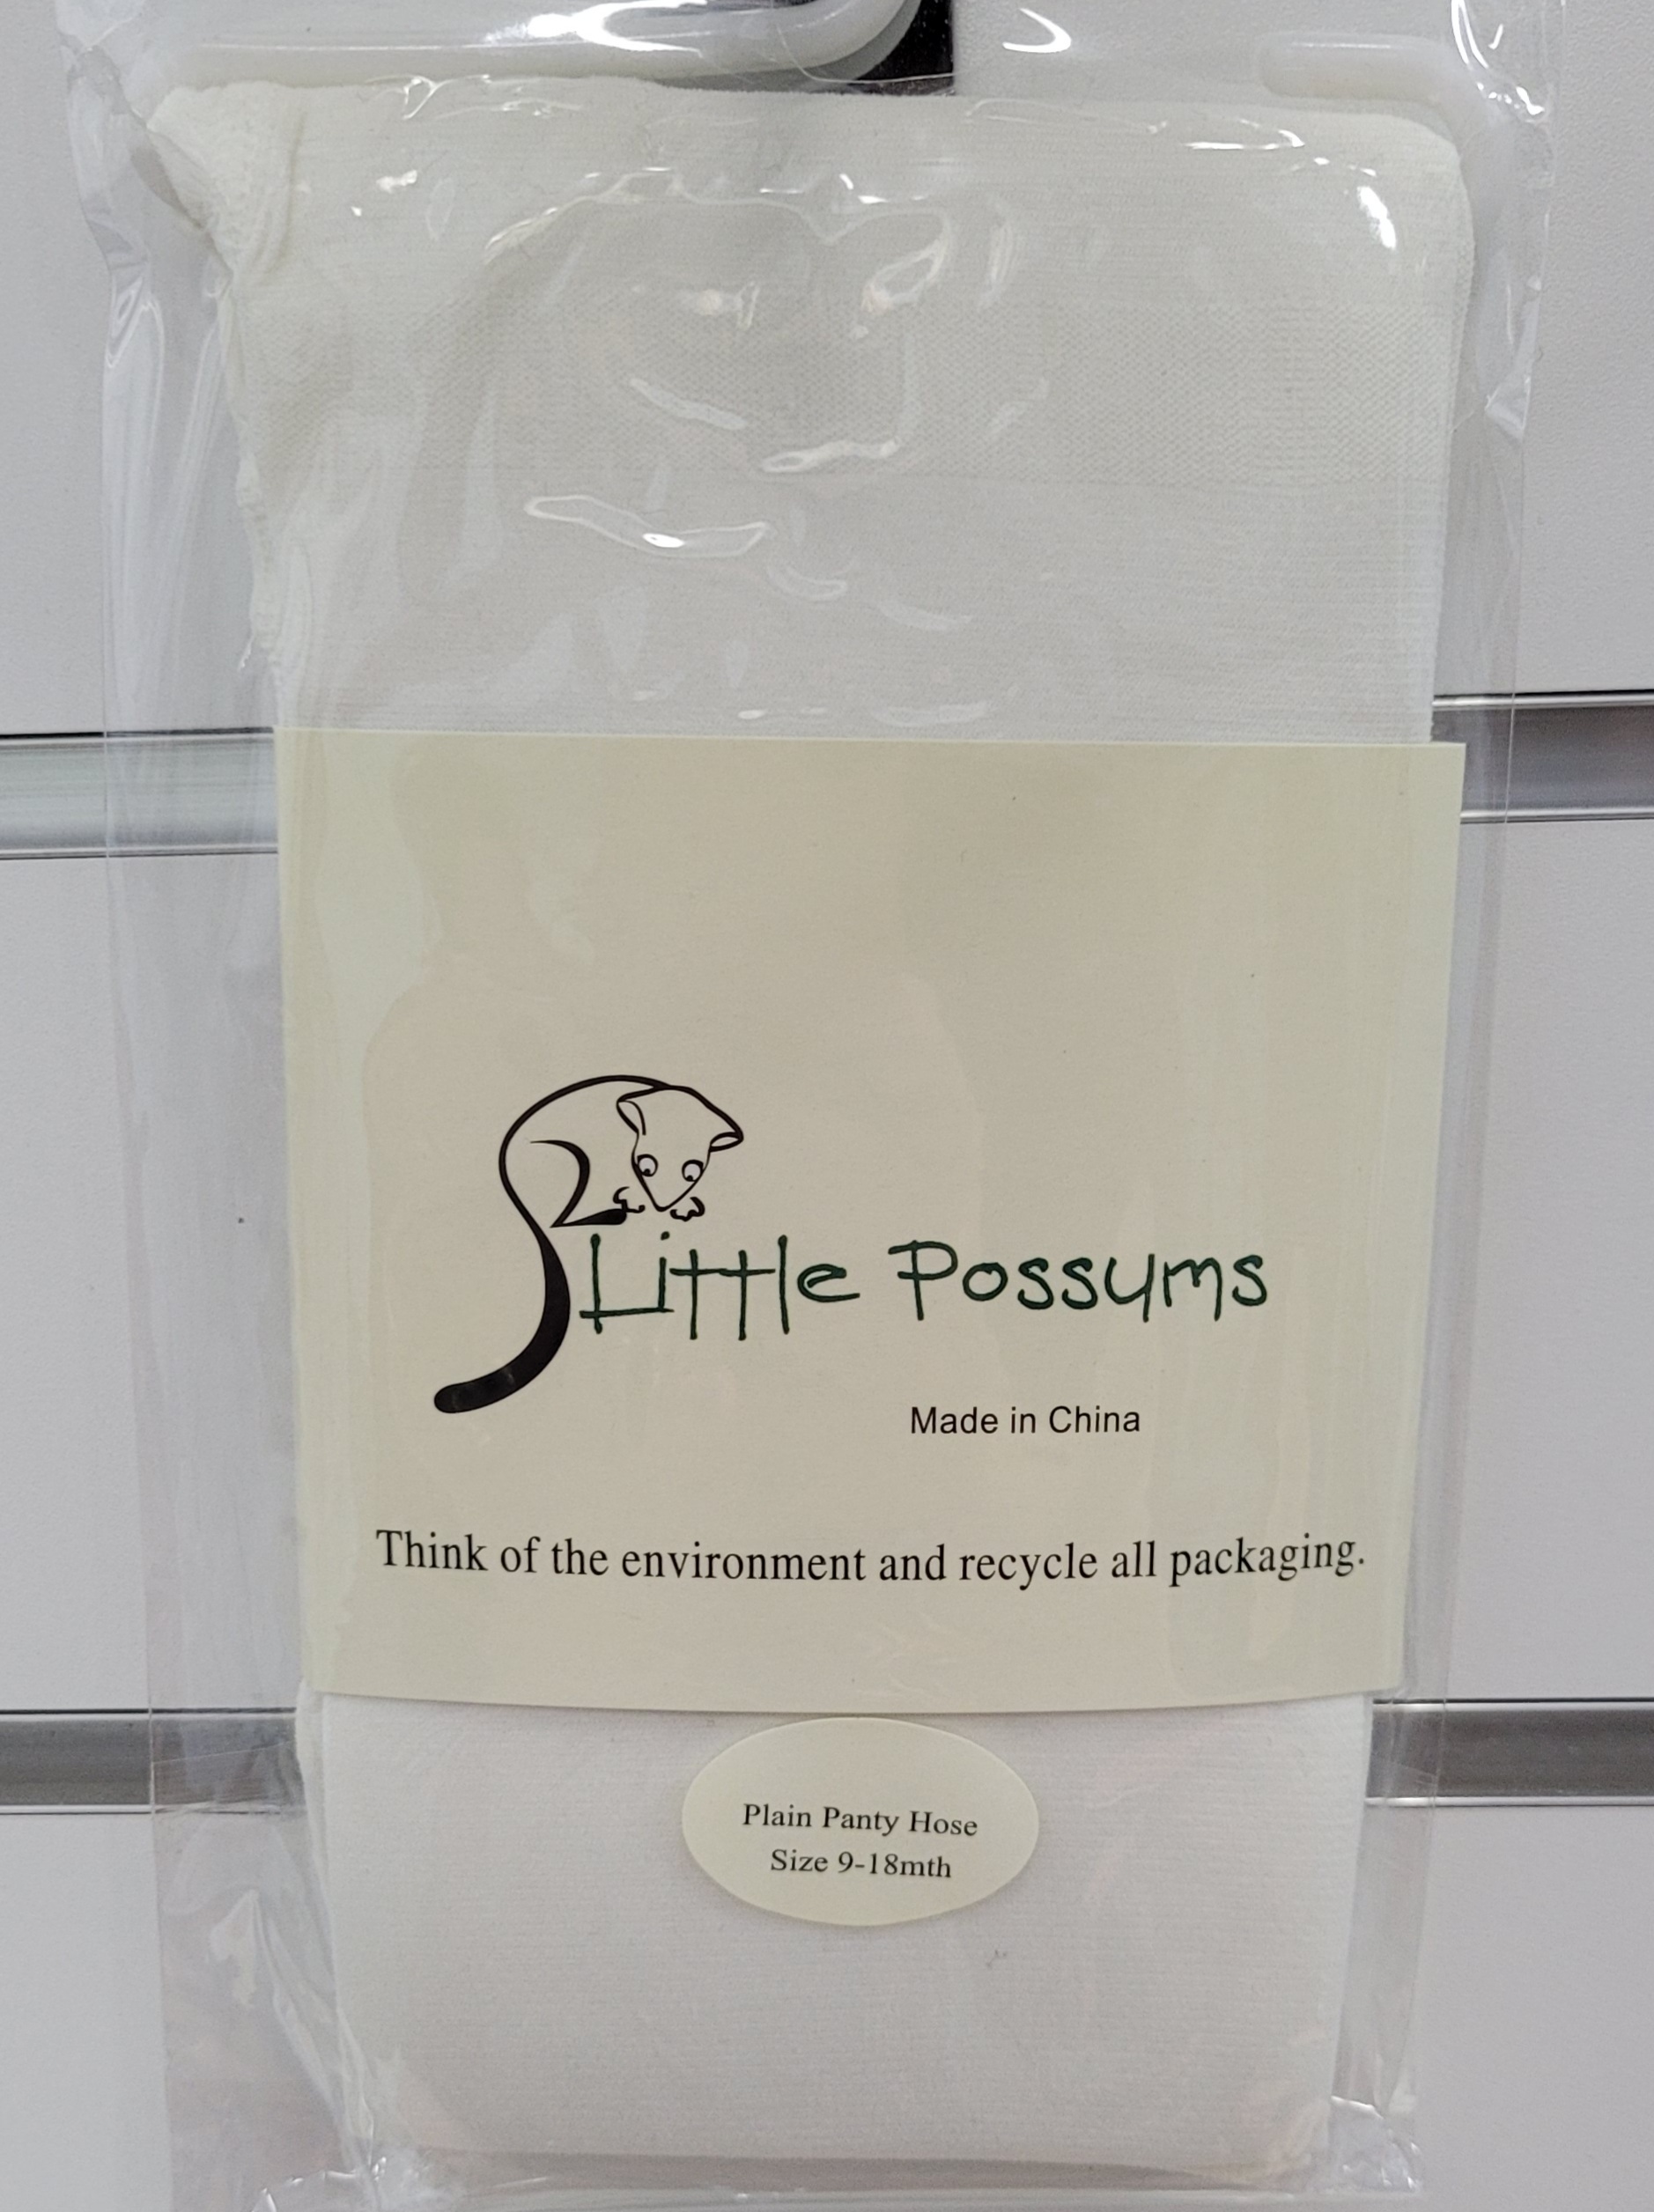 Little Possums
Made in China
Think of the environment and recycle all packaging.
Plain Panty Hose
Size 9-18mth